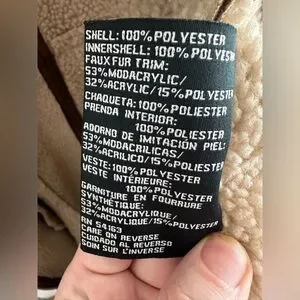 SHELL: 100% POLYESTER
INNERSHELL: 100% POLYESTER
FAUX FUR TRIM:
53% MODACRYLIC/
32% ACRYLIC/15% POLYESTER
CHAQUETA: 100% POLIESTER
PRENDA INTERIOR:
100% POLIESTER
ADORNO DE IMITACIÓN PIEL:
53% MODACRILICAS/
32% ACRILICO/15% POLIESTER
VESTE: 100% POLYESTER
VESTE INTÉRIEURE:
100% POLYESTER
GARNITURE EN FOURRURE
SYNTHÉTIQUE:
53% MODACRYLIQUE/
32% ACRYLIQUE/15% POLYESTER
RN 54163
CARE ON REVERSE
CUIDADO AL REVERSO
SOIN SUR L'INVERSE